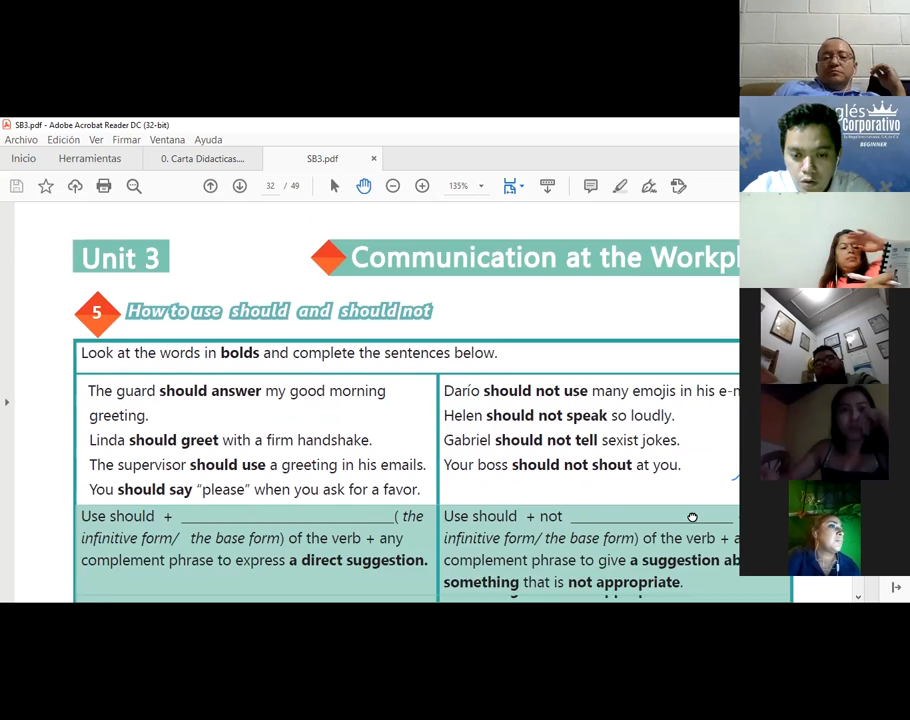 SB3.pdf - Adobe Acrobat Reader DC (32-bit)
Archivo Edición Ver Firmar Ventana Ayuda
Inicio Herramientas 0. Carta Didacticas.... SB3.pdf ×
32 / 49 135%
Unit 3 Communication at the Workpl
5 How to use should and should not
Look at the words in bolds and complete the sentences below.
The guard should answer my good morning
greeting.
Linda should greet with a firm handshake.
The supervisor should use a greeting in his emails.
You should say “please” when you ask for a favor.
Darío should not use many emojis in his e-m
Helen should not speak so loudly.
Gabriel should not tell sexist jokes.
Your boss should not shout at you.
Use should + ______________________ ( the
infinitive form/ the base form) of the verb + any
complement phrase to express a direct suggestion.
Use should + not ________________
infinitive form/ the base form) of the verb + a
complement phrase to give a suggestion ab
something that is not appropriate.
glés
Corporativo
BEGINNER